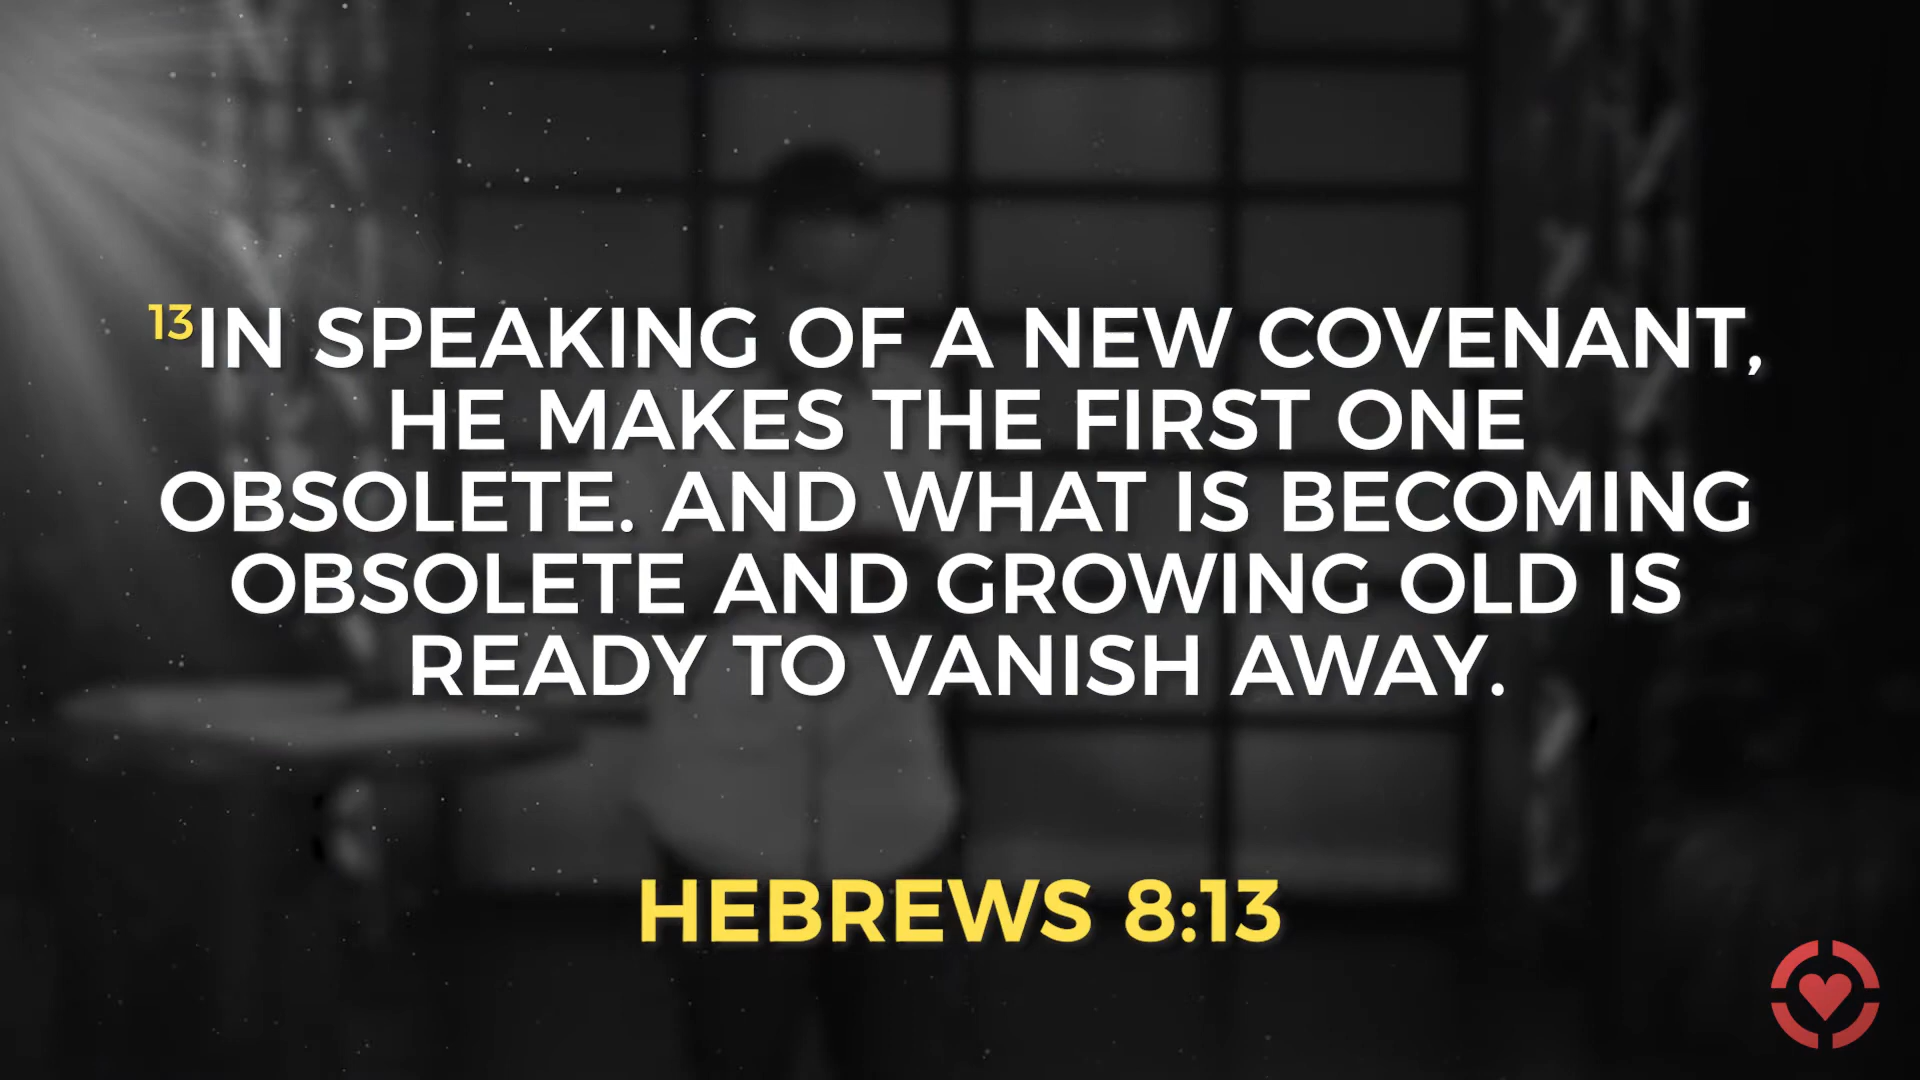 13IN SPEAKING OF A NEW COVENANT,
HE MAKES THE FIRST ONE
OBSOLETE. AND WHAT IS BECOMING
OBSOLETE AND GROWING OLD IS
READY TO VANISH AWAY.
HEBREWS 8:13